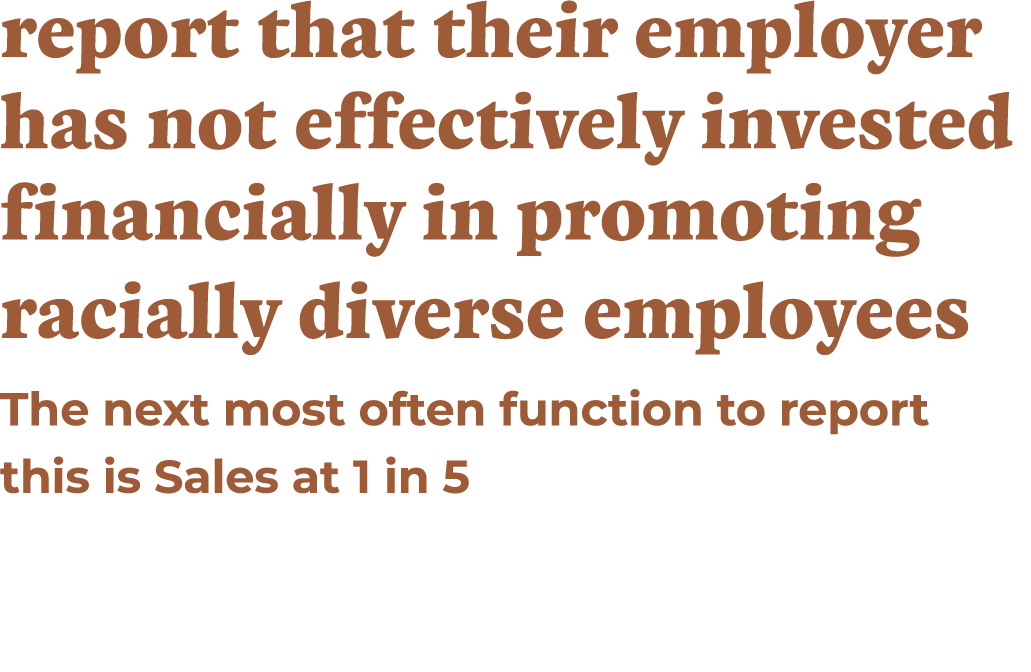 report that their employer
has not effectively invested
financially in promoting
racially diverse employees
The next most often function to report
this is Sales at 1 in 5